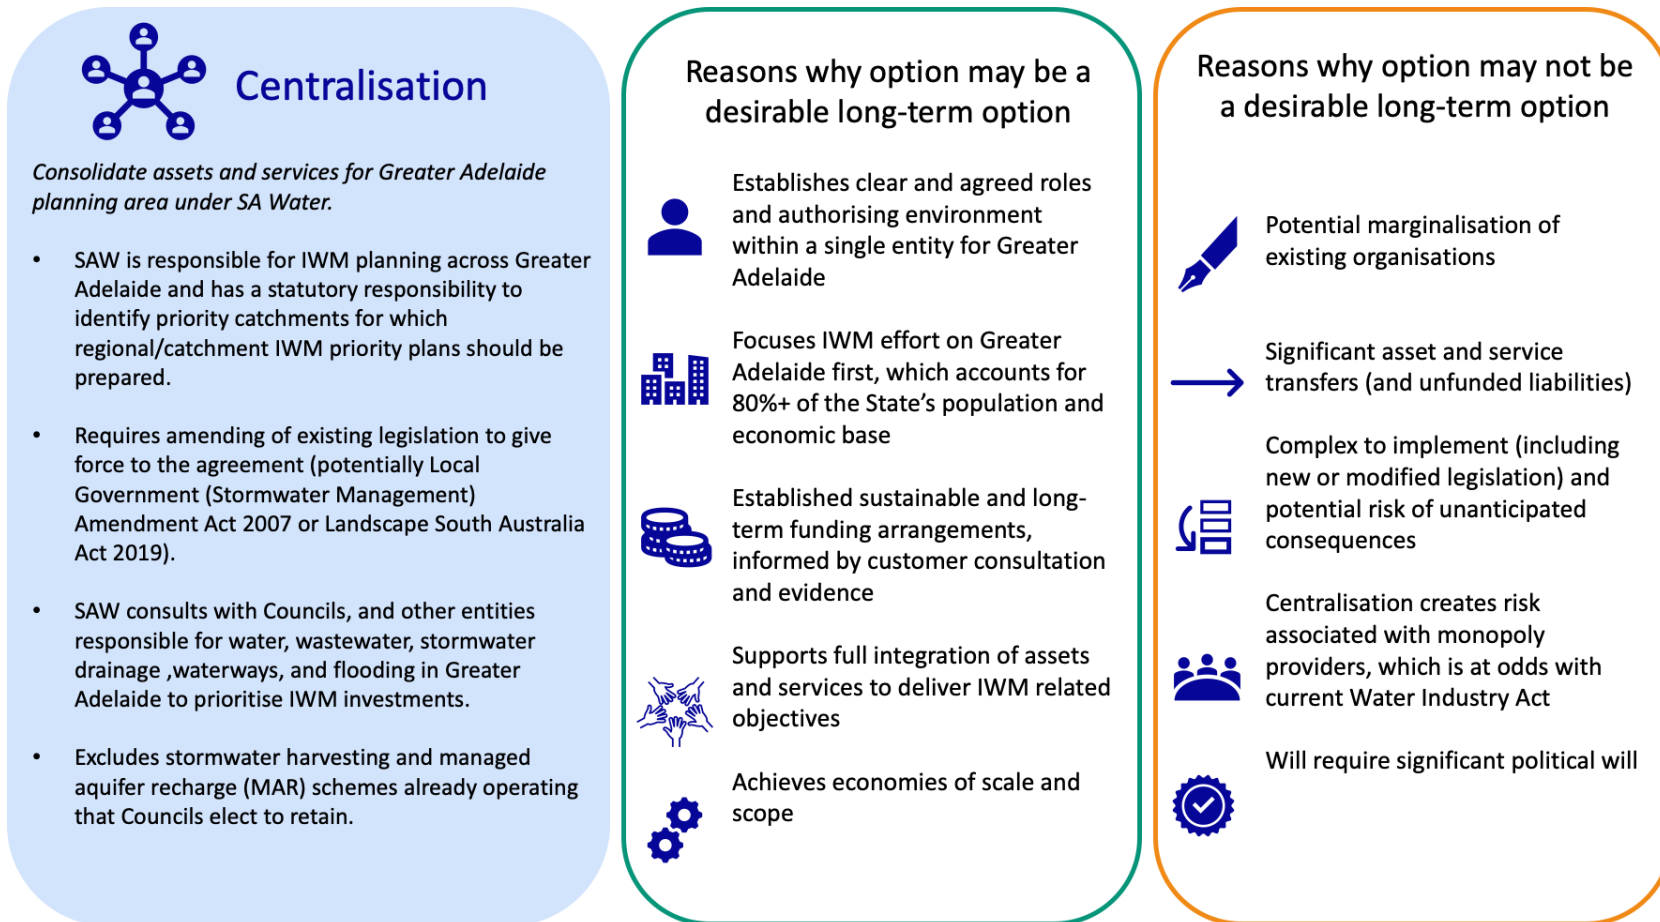 Centralisation
Consolidate assets and services for Greater Adelaide
planning area under SA Water.
• SAW is responsible for IWM planning across Greater
Adelaide and has a statutory responsibility to
identify priority catchments for which
regional/catchment IWM priority plans should be
prepared.
• Requires amending of existing legislation to give
force to the agreement (potentially Local
Government (Stormwater Management)
Amendment Act 2007 or Landscape South Australia
Act 2019).
• SAW consults with Councils, and other entities
responsible for water, wastewater, stormwater
drainage ,waterways, and flooding in Greater
Adelaide to prioritise IWM investments.
• Excludes stormwater harvesting and managed
aquifer recharge (MAR) schemes already operating
that Councils elect to retain.
Reasons why option may be a
desirable long-term option
Establishes clear and agreed roles
and authorising environment
within a single entity for Greater
Adelaide
Focuses IWM effort on Greater
Adelaide first, which accounts for
80%+ of the State's population and
economic base
Established sustainable and long-
term funding arrangements,
informed by customer consultation
and evidence
Supports full integration of assets
and services to deliver IWM related
objectives
Achieves economies of scale and
scope
Reasons why option may not be
a desirable long-term option
Potential marginalisation of
existing organisations
Significant asset and service
transfers (and unfunded liabilities)
Complex to implement (including
new or modified legislation) and
potential risk of unanticipated
consequences
Centralisation creates risk
associated with monopoly
providers, which is at odds with
current Water Industry Act
Will require significant political will